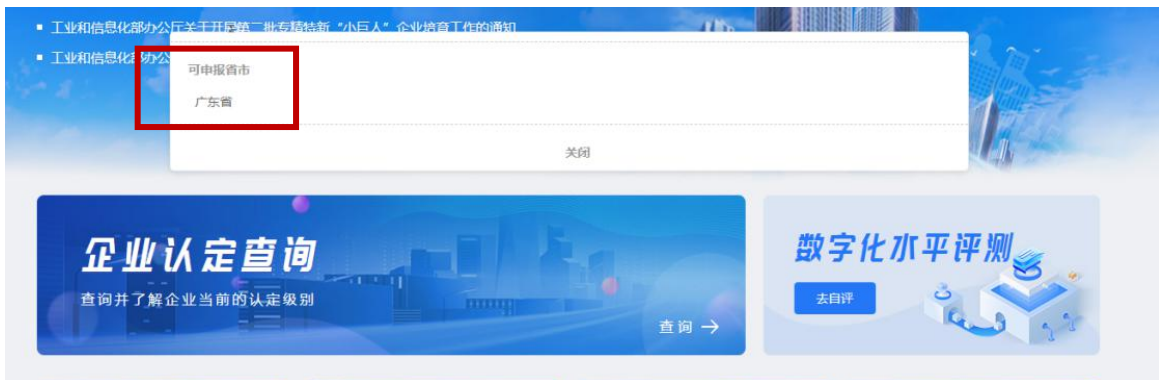 ▪ 工业和信息化部办公厅关于开展第二批专精特新“小巨人”企业培育工作的通知
▪ 工业和信息化部办公
可申报省市
广东省
关闭
企业认定查询
查询并了解企业当前的认定级别
查询 →
数字化水平评测
去自评